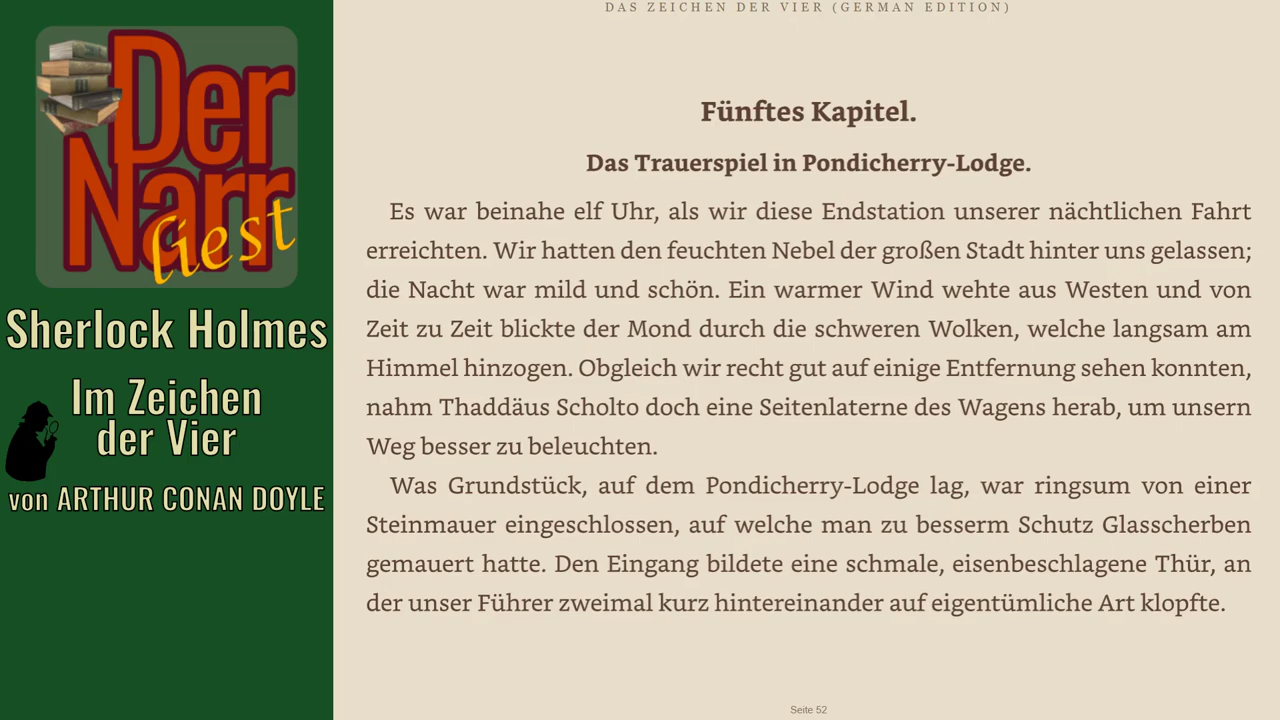 Der
Narr
liest
Sherlock Holmes
Im Zeichen
der Vier
von ARTHUR CONAN DOYLE
DAS ZEICHEN DER VIER (GERMAN EDITION)
Fünftes Kapitel.
Das Trauerspiel in Pondicherry-Lodge.
Es war beinahe elf Uhr, als wir diese Endstation unserer nächtlichen Fahrt
erreichten. Wir hatten den feuchten Nebel der großen Stadt hinter uns gelassen;
die Nacht war mild und schön. Ein warmer Wind wehte aus Westen und von
Zeit zu Zeit blickte der Mond durch die schweren Wolken, welche langsam am
Himmel hinzogen. Obgleich wir recht gut auf einige Entfernung sehen konnten,
nahm Thaddäus Scholto doch eine Seitenlaterne des Wagens herab, um unsern
Weg besser zu beleuchten.
Was Grundstück, auf dem Pondicherry-Lodge lag, war ringsum von einer
Steinmauer eingeschlossen, auf welche man zu besserm Schutz Glasscherben
gemauert hatte. Den Eingang bildete eine schmale, eisenbeschlagene Thür, an
der unser Führer zweimal kurz hintereinander auf eigentümliche Art klopfte.
Seite 52